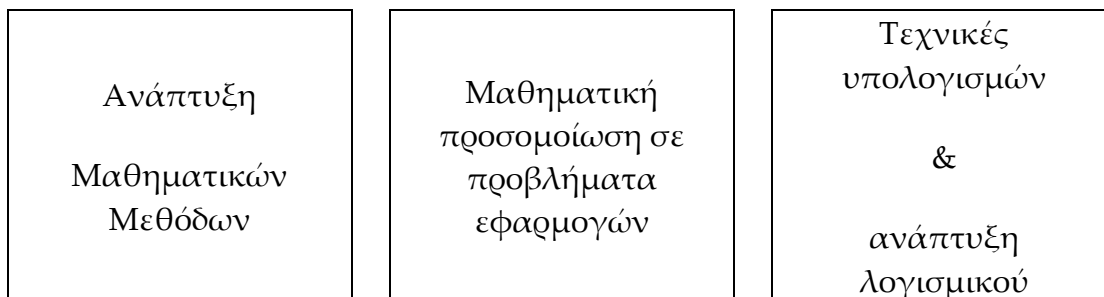 Ανάπτυξη
Μαθηματικών
Μεθόδων
Μαθηματική
προσομοίωση σε
προβλήματα
εφαρμογών
Τεχνικές
υπολογισμών
&
ανάπτυξη
λογισμικού